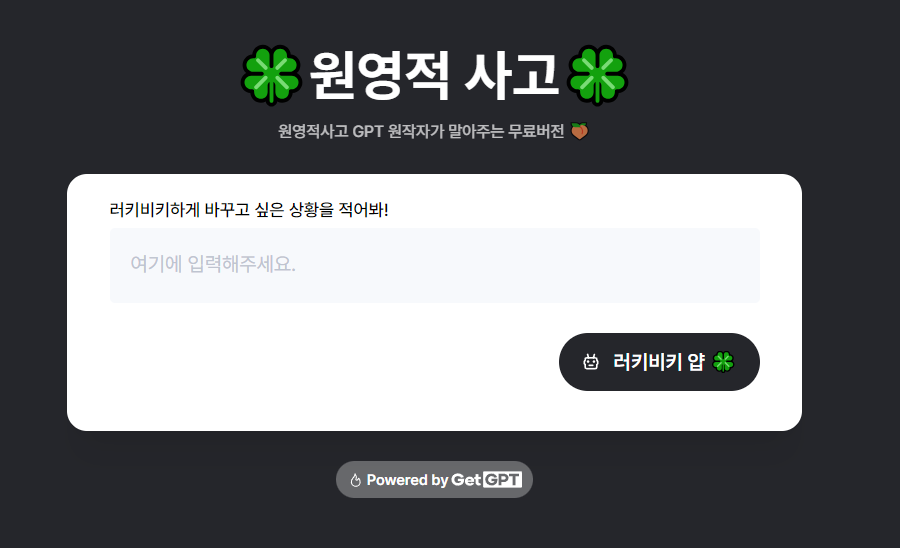 🍀원영적 사고🍀
원영적사고 GPT 원작자가 말아주는 무료버전 🍑
러키비키하게 바꾸고 싶은 상황을 적어봐!
여기에 입력해주세요.
러키비키 얍 🍀
Powered by GetGPT